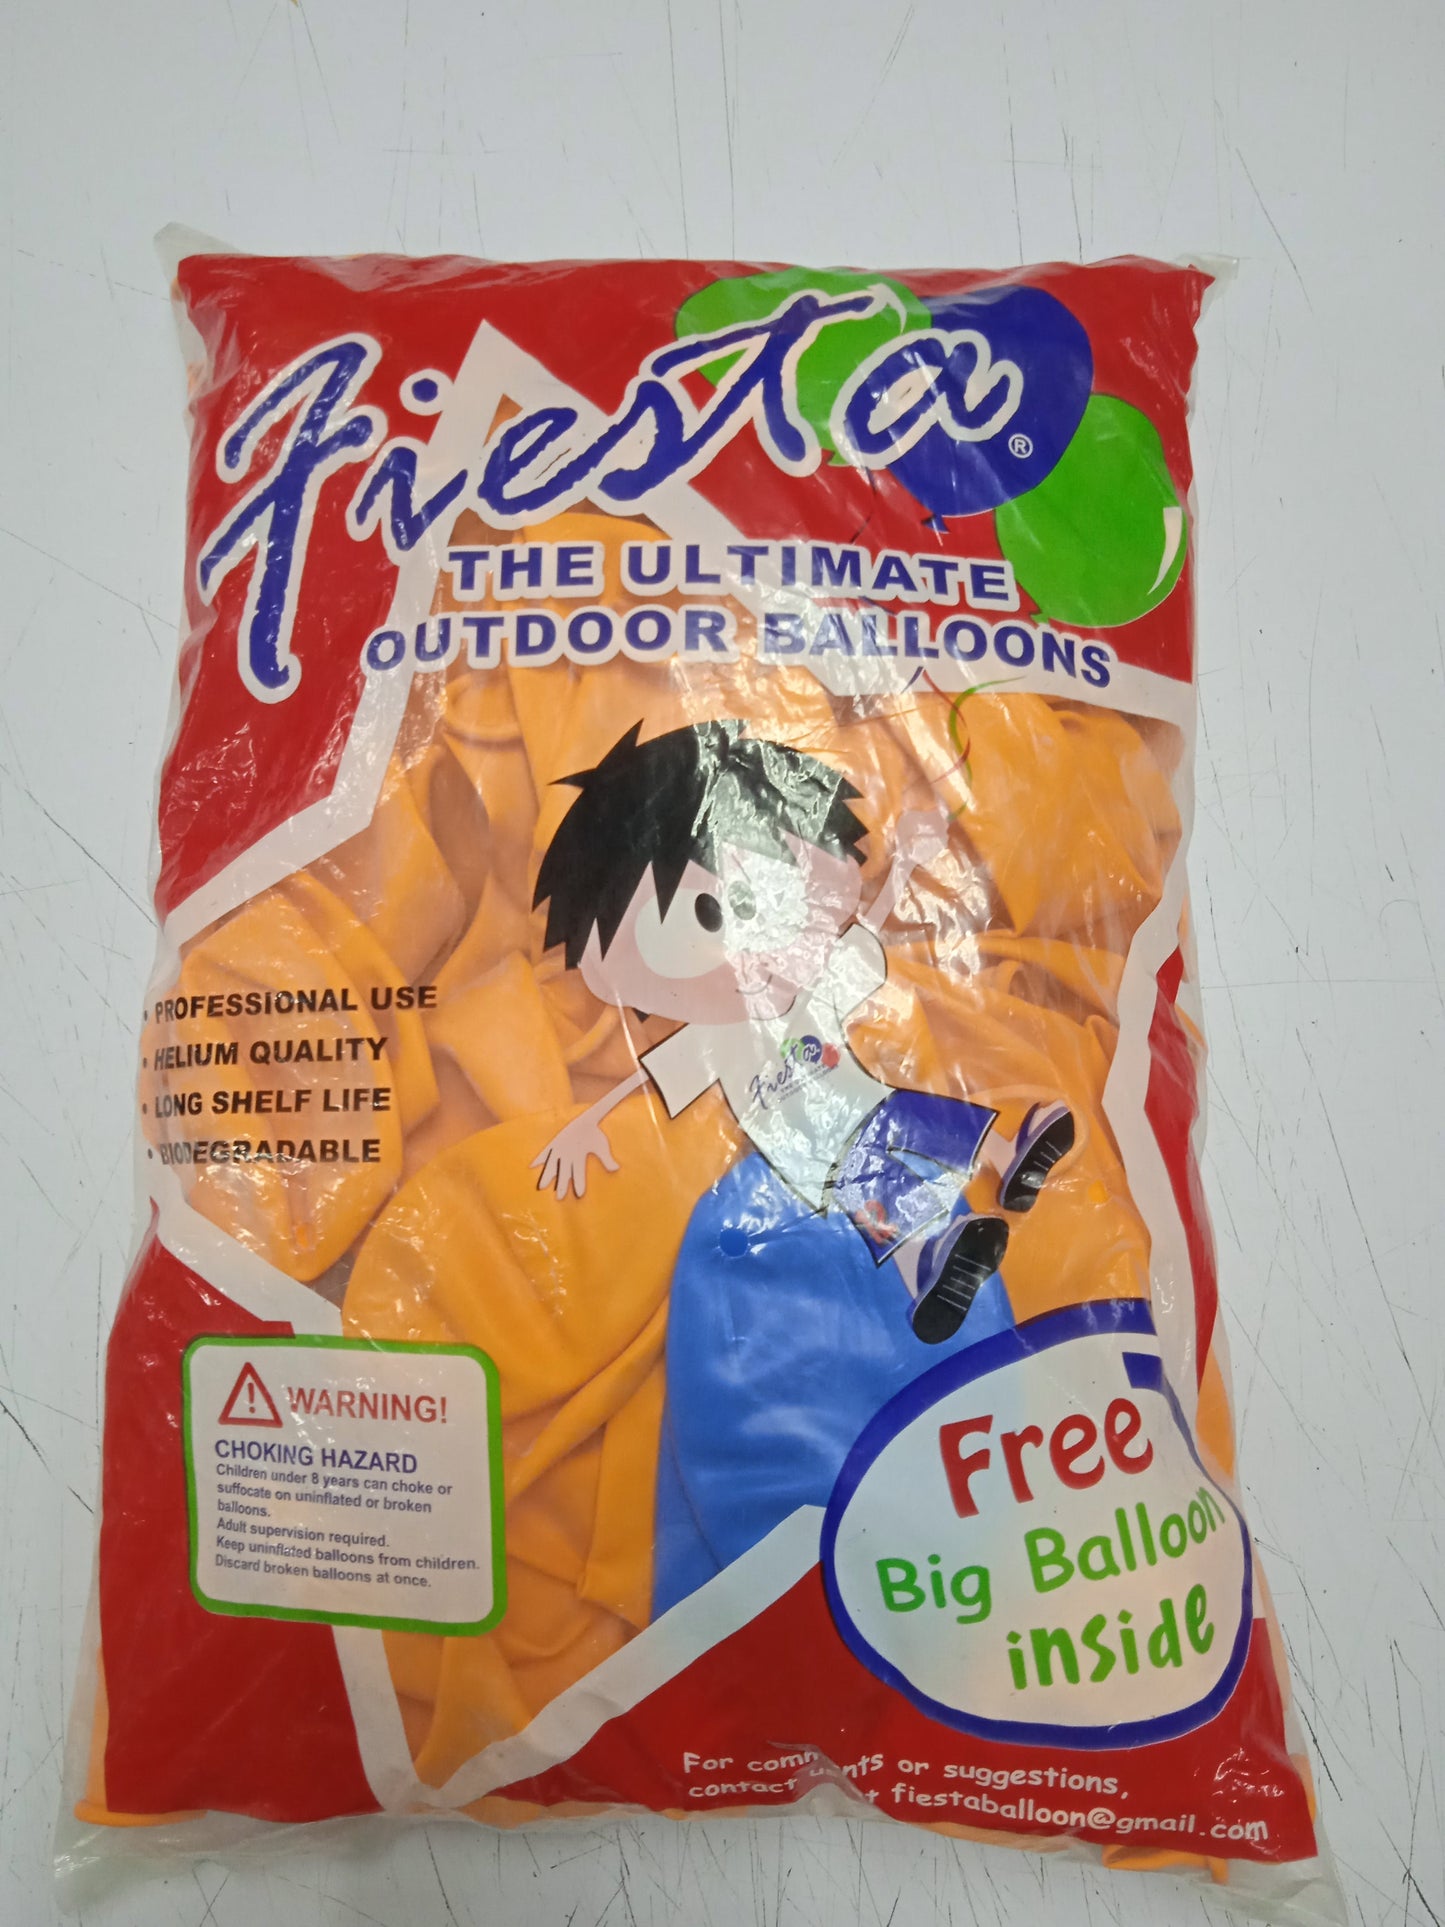 Fiesta®
THE ULTIMATE
OUTDOOR BALLOONS
• PROFESSIONAL USE
• HELIUM QUALITY
• LONG SHELF LIFE
• BIODEGRADABLE
Fiesta
WARNING!
CHOKING HAZARD
Children under 8 years can choke or
suffocate on uninflated or broken
balloons.
Adult supervision required.
Keep uninflated balloons from children.
Discard broken balloons at once.
Free
Big Balloon
inside
For comments or suggestions,
contact fiestaballoon@gmail.com